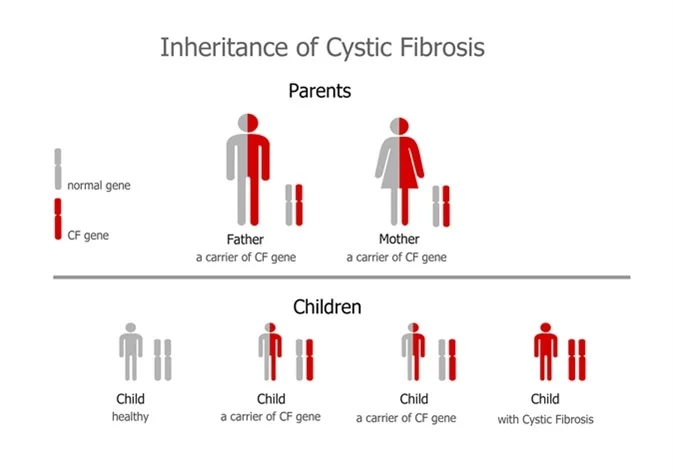 Inheritance of Cystic Fibrosis
Parents
normal gene
CF gene
Father
a carrier of CF gene
Mother
a carrier of CF gene
Children
Child
healthy
Child
a carrier of CF gene
Child
a carrier of CF gene
Child
with Cystic Fibrosis